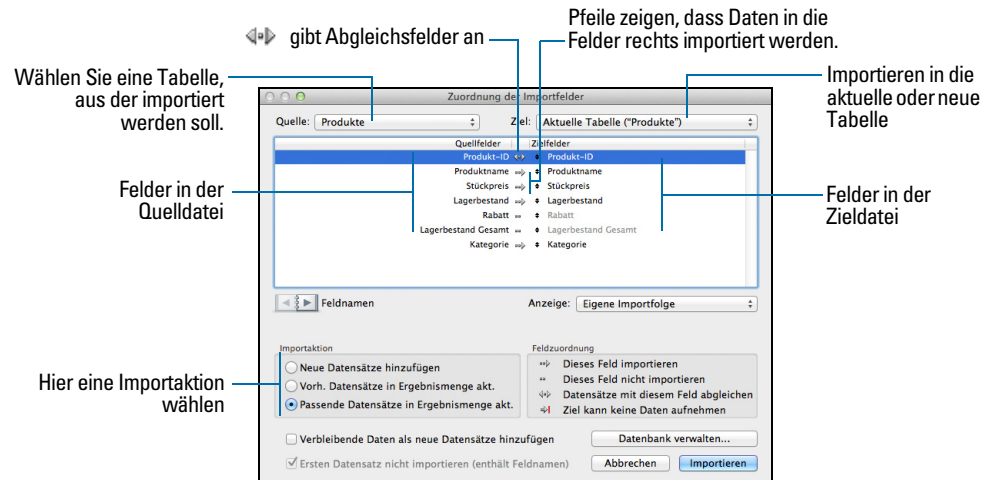 gibt Abgleichsfelder an
Pfeile zeigen, dass Daten in die
Felder rechts importiert werden.
Wählen Sie eine Tabelle,
aus der importiert
werden soll.
Importieren in die
aktuelle oder neue
Tabelle
Zuordnung der Importfelder
Quelle: Produkte Ziel: Aktuelle Tabelle ("Produkte")
Quellfelder Zielfelder
Produkt-ID Produkt-ID
Produktname Produktname
Stückpreis Stückpreis
Lagerbestand Lagerbestand
Rabatt Rabatt
Lagerbestand Gesamt Lagerbestand Gesamt
Kategorie Kategorie
Felder in der
Quelldatei
Felder in der
Zieldatei
Feldnamen Anzeige: Eigene Importfolge
Importaktion
Neue Datensätze hinzufügen
Vorh. Datensätze in Ergebnismenge akt.
Passende Datensätze in Ergebnismenge akt.
Feldzuordnung
Dieses Feld importieren
Dieses Feld nicht importieren
Datensätze mit diesem Feld abgleichen
Ziel kann keine Daten aufnehmen
Hier eine Importaktion
wählen
Verbleibende Daten als neue Datensätze hinzufügen Datenbank verwalten...
Ersten Datensatz nicht importieren (enthält Feldnamen) Abbrechen Importieren